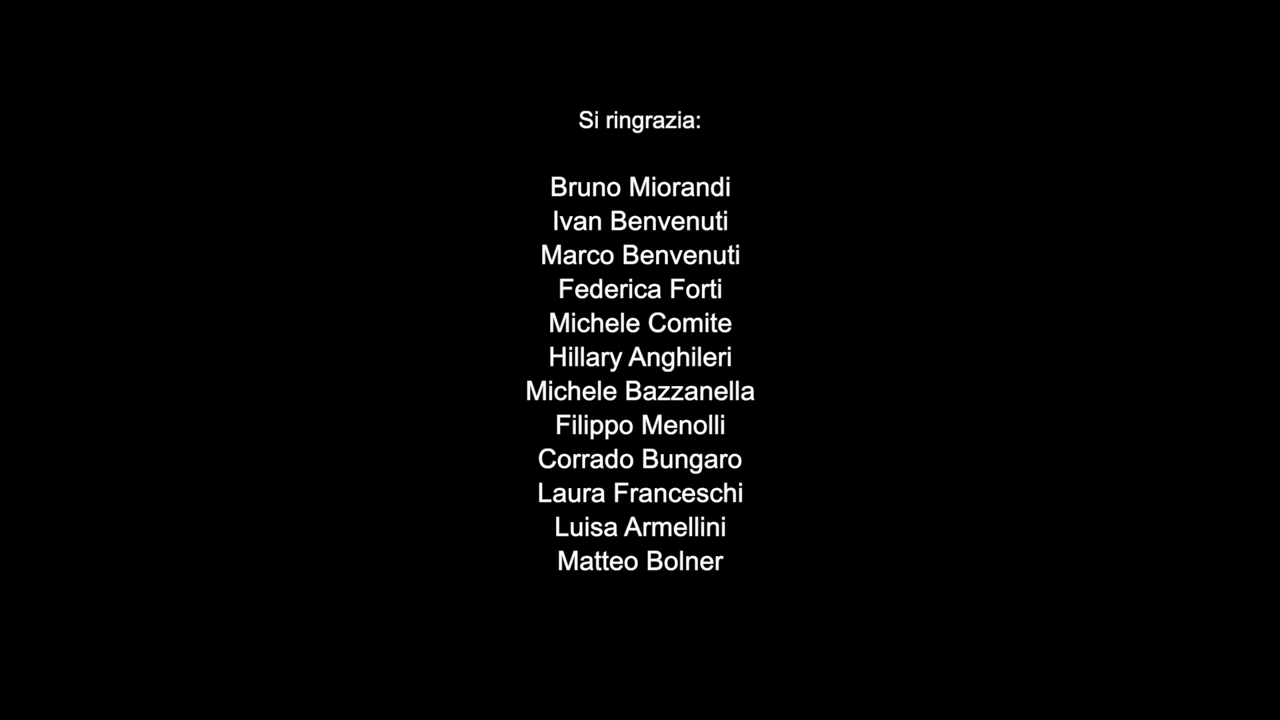 Si ringrazia:
Bruno Miorandi
Ivan Benvenuti
Marco Benvenuti
Federica Forti
Michele Comite
Hillary Anghileri
Michele Bazzanella
Filippo Menolli
Corrado Bungaro
Laura Franceschi
Luisa Armellini
Matteo Bolner